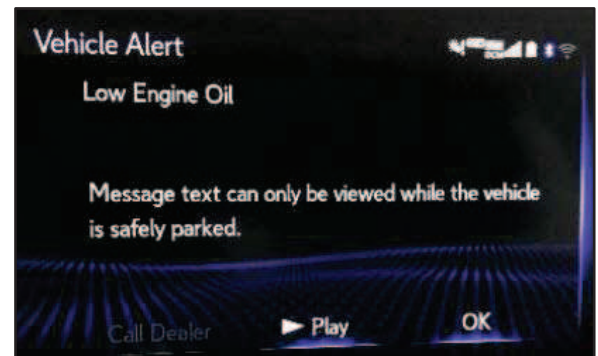 Vehicle Alert
Low Engine Oil
Message text can only be viewed while the vehicle
is safely parked.
Call Dealer
Play
OK